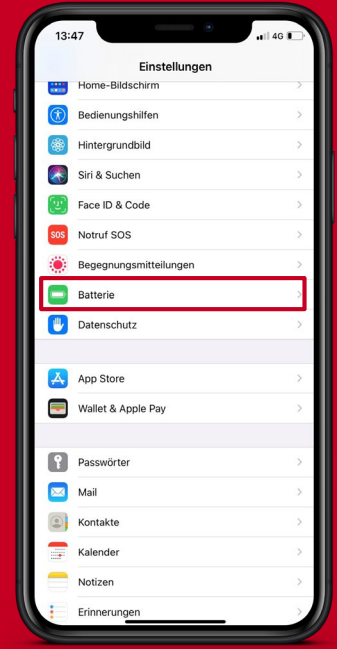 13:47 4G
Einstellungen
Home-Bildschirm
Bedienungshilfen
Hintergrundbild
Siri & Suchen
Face ID & Code
SOS Notruf SOS
Begegnungsmitteilungen
Batterie
Datenschutz
App Store
Wallet & Apple Pay
Passwörter
Mail
Kontakte
Kalender
Notizen
Erinnerungen